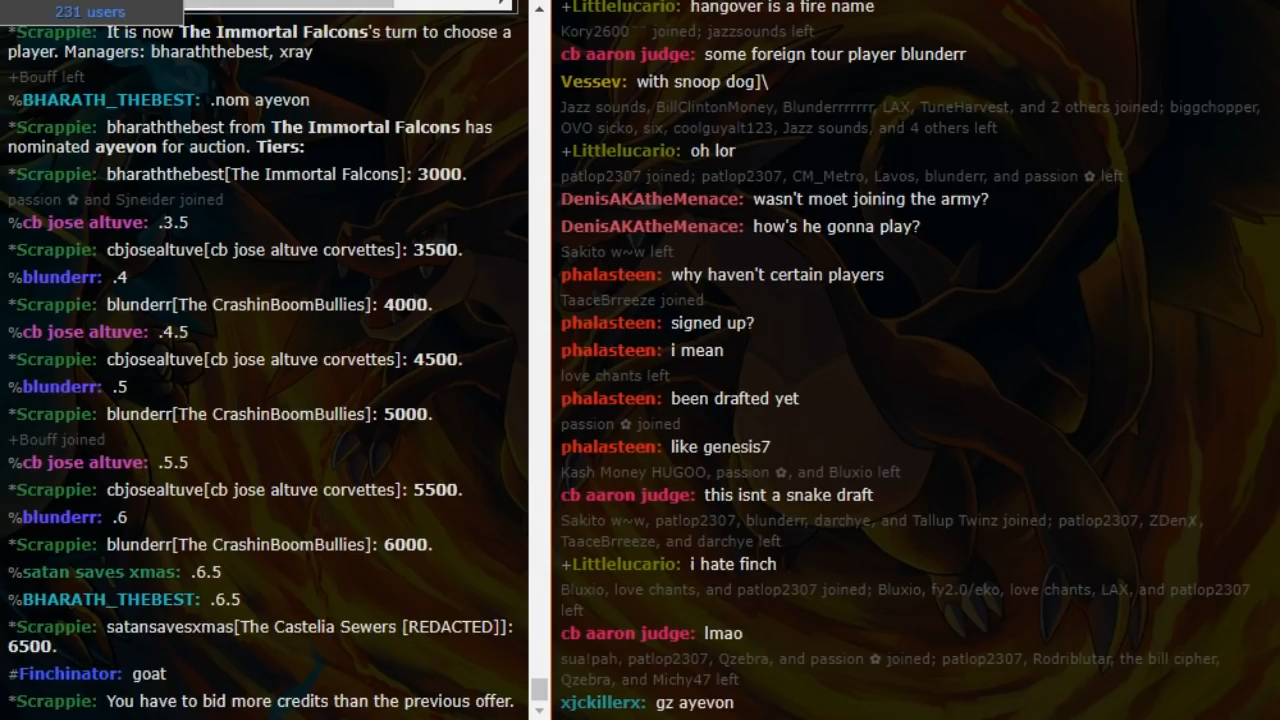 231 users
*Scrappie: It is now The Immortal Falcons's turn to choose a
player. Managers: bharaththebest, xray
+Bouff left
%BHARATH_THEBEST: .nom ayevon
*Scrappie: bharaththebest from The Immortal Falcons has
nominated ayevon for auction. Tiers:
*Scrappie: bharaththebest[The Immortal Falcons]: 3000.
passion ✿ and Sjneider joined
%cb jose altuve: .3.5
*Scrappie: cbjosealtuve[cb jose altuve corvettes]: 3500.
%blunderr: .4
*Scrappie: blunderr[The CrashinBoomBullies]: 4000.
%cb jose altuve: .4.5
*Scrappie: cbjosealtuve[cb jose altuve corvettes]: 4500.
%blunderr: .5
*Scrappie: blunderr[The CrashinBoomBullies]: 5000.
+Bouff joined
%cb jose altuve: .5.5
*Scrappie: cbjosealtuve[cb jose altuve corvettes]: 5500.
%blunderr: .6
*Scrappie: blunderr[The CrashinBoomBullies]: 6000.
%satan saves xmas: .6.5
%BHARATH_THEBEST: .6.5
*Scrappie: satansavesxmas[The Castelia Sewers [REDACTED]]:
6500.
#Finchinator: goat
*Scrappie: You have to bid more credits than the previous offer.
+Littlelucario: hangover is a fire name
Kory2600¨¨ joined; jazzsounds left
cb aaron judge: some foreign tour player blunderr
Vessev: with snoop dog]\
Jazz sounds, BillClintonMoney, Blunderrrrrrr, LAX, TuneHarvest, and 2 others joined; biggchopper,
OVO sicko, six, coolguyalt123, Jazz sounds, and 4 others left
+Littlelucario: oh lor
patlop2307 joined; patlop2307, CM_Metro, Lavos, blunderr, and passion ✿ left
DenisAKAtheMenace: wasn't moet joining the army?
DenisAKAtheMenace: how's he gonna play?
Sakito w~w left
phalasteen: why haven't certain players
TaaceBrreeze joined
phalasteen: signed up?
phalasteen: i mean
love chants left
phalasteen: been drafted yet
passion ✿ joined
phalasteen: like genesis7
Kash Money HUGOO, passion ✿, and Bluxio left
cb aaron judge: this isnt a snake draft
Sakito w~w, patlop2307, blunderr, darchye, and Tallup Twinz joined; patlop2307, ZDenX,
TaaceBrreeze, and darchye left
+Littlelucario: i hate finch
Bluxio, love chants, and patlop2307 joined; Bluxio, fy2.0/eko, love chants, LAX, and patlop2307
left
cb aaron judge: lmao
sua!pah, patlop2307, Qzebra, and passion ✿ joined; patlop2307, Rodriblutar, the bill cipher,
Qzebra, and Michy47 left
xjckillerx: gz ayevon